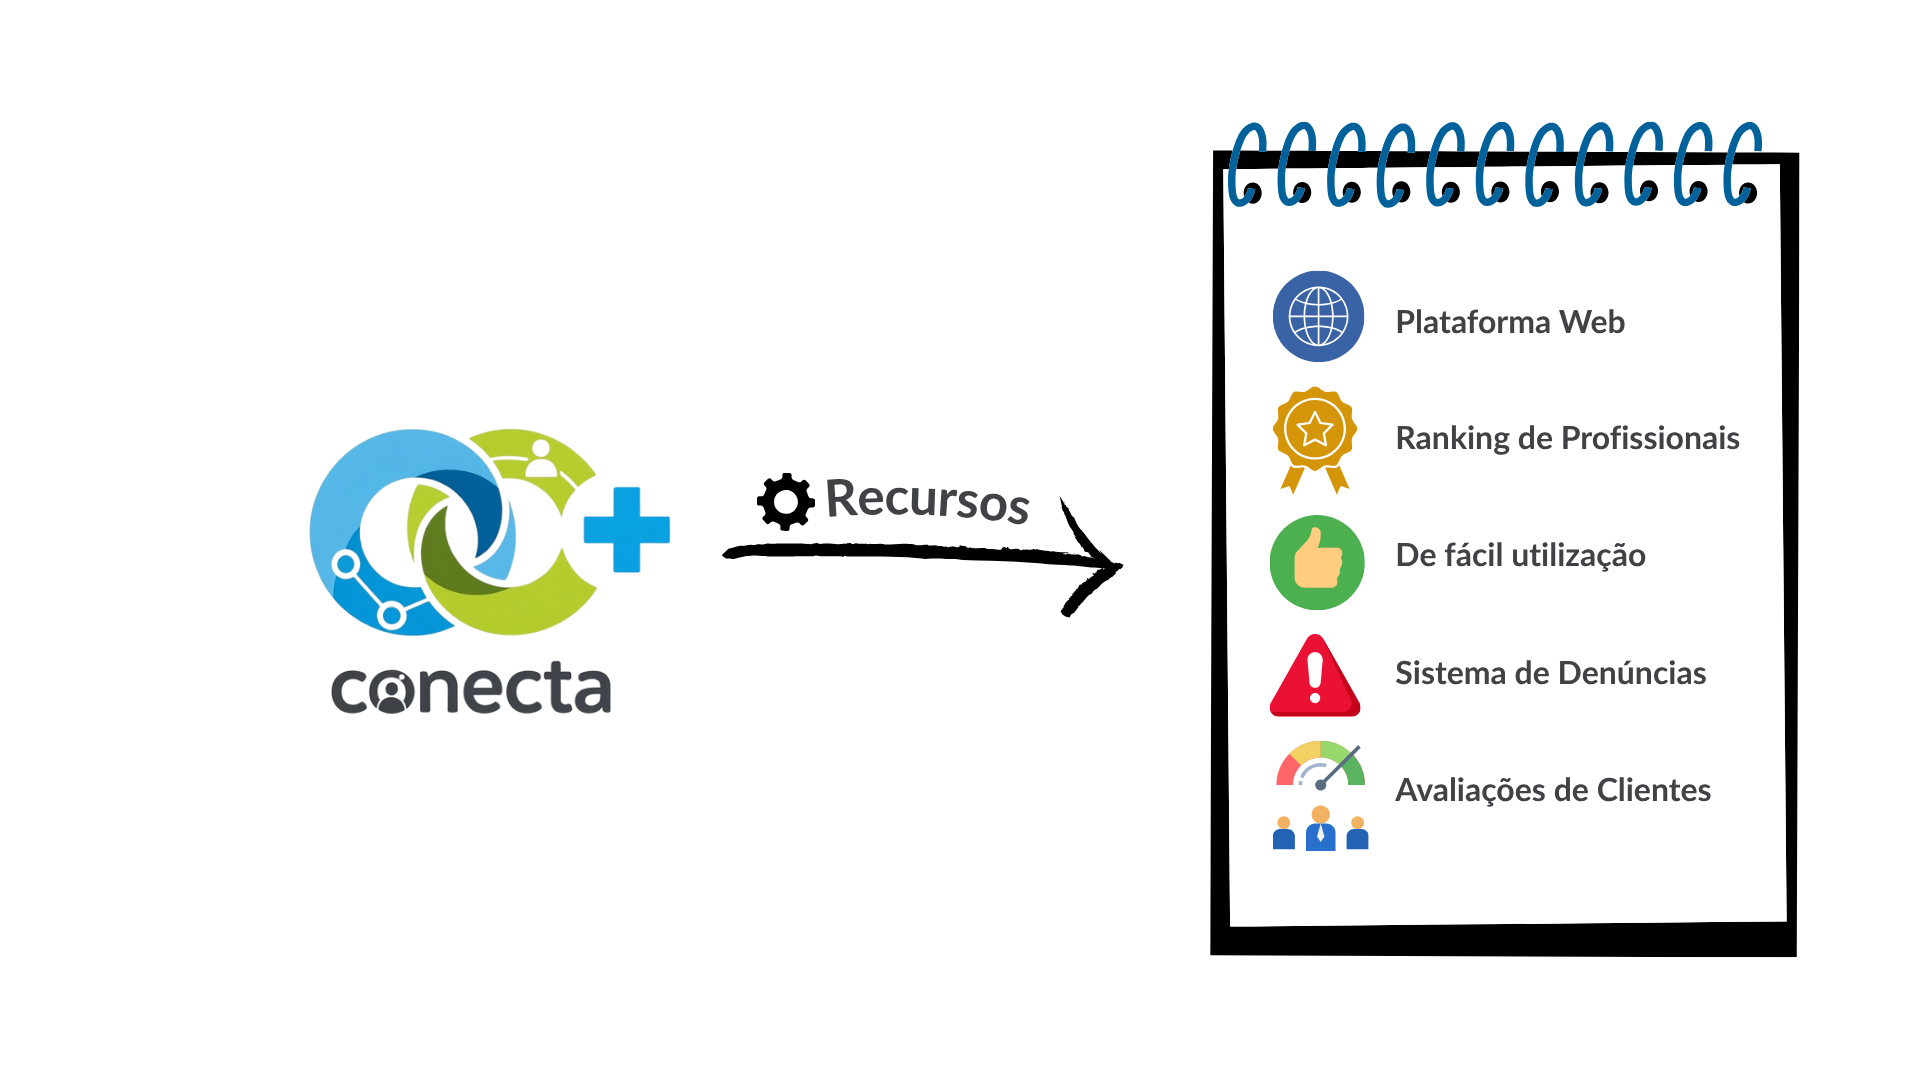 conecta
Recursos
Plataforma Web
Ranking de Profissionais
De fácil utilização
Sistema de Denúncias
Avaliações de Clientes